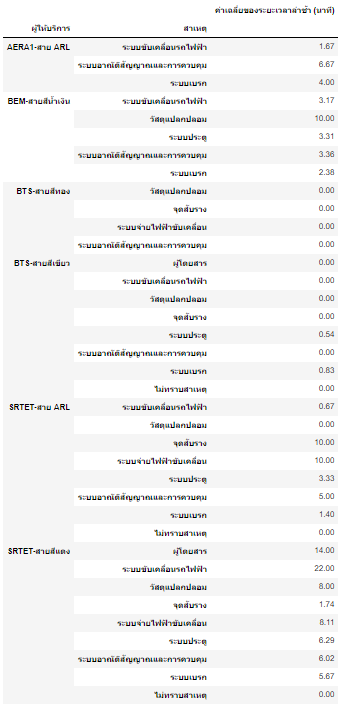 ค่าเฉลี่ยของระยะเวลาล่าช้า (นาที)
ผู้ให้บริการ สาเหตุ
AERA1-สาย ARL ระบบขับเคลื่อนรถไฟฟ้า 1.67
ระบบอาณัติสัญญาณและการควบคุม 6.67
ระบบเบรก 4.00
BEM-สายสีน้ำเงิน ระบบขับเคลื่อนรถไฟฟ้า 3.17
วัสดุแปลกปลอม 10.00
ระบบประตู 3.31
ระบบอาณัติสัญญาณและการควบคุม 3.36
ระบบเบรก 2.38
BTS-สายสีทอง วัสดุแปลกปลอม 0.00
จุดสับราง 0.00
ระบบจ่ายไฟฟ้าขับเคลื่อน 0.00
ระบบอาณัติสัญญาณและการควบคุม 0.00
BTS-สายสีเขียว ผู้โดยสาร 0.00
ระบบขับเคลื่อนรถไฟฟ้า 0.00
วัสดุแปลกปลอม 0.00
จุดสับราง 0.00
ระบบประตู 0.54
ระบบอาณัติสัญญาณและการควบคุม 0.00
ระบบเบรก 0.83
ไม่ทราบสาเหตุ 0.00
SRTET-สาย ARL ระบบขับเคลื่อนรถไฟฟ้า 0.67
วัสดุแปลกปลอม 0.00
จุดสับราง 10.00
ระบบจ่ายไฟฟ้าขับเคลื่อน 10.00
ระบบประตู 3.33
ระบบอาณัติสัญญาณและการควบคุม 5.00
ระบบเบรก 1.40
ไม่ทราบสาเหตุ 0.00
SRTET-สายสีแดง ผู้โดยสาร 14.00
ระบบขับเคลื่อนรถไฟฟ้า 22.00
วัสดุแปลกปลอม 8.00
จุดสับราง 1.74
ระบบจ่ายไฟฟ้าขับเคลื่อน 8.11
ระบบประตู 6.29
ระบบอาณัติสัญญาณและการควบคุม 6.02
ระบบเบรก 5.67
ไม่ทราบสาเหตุ 0.00